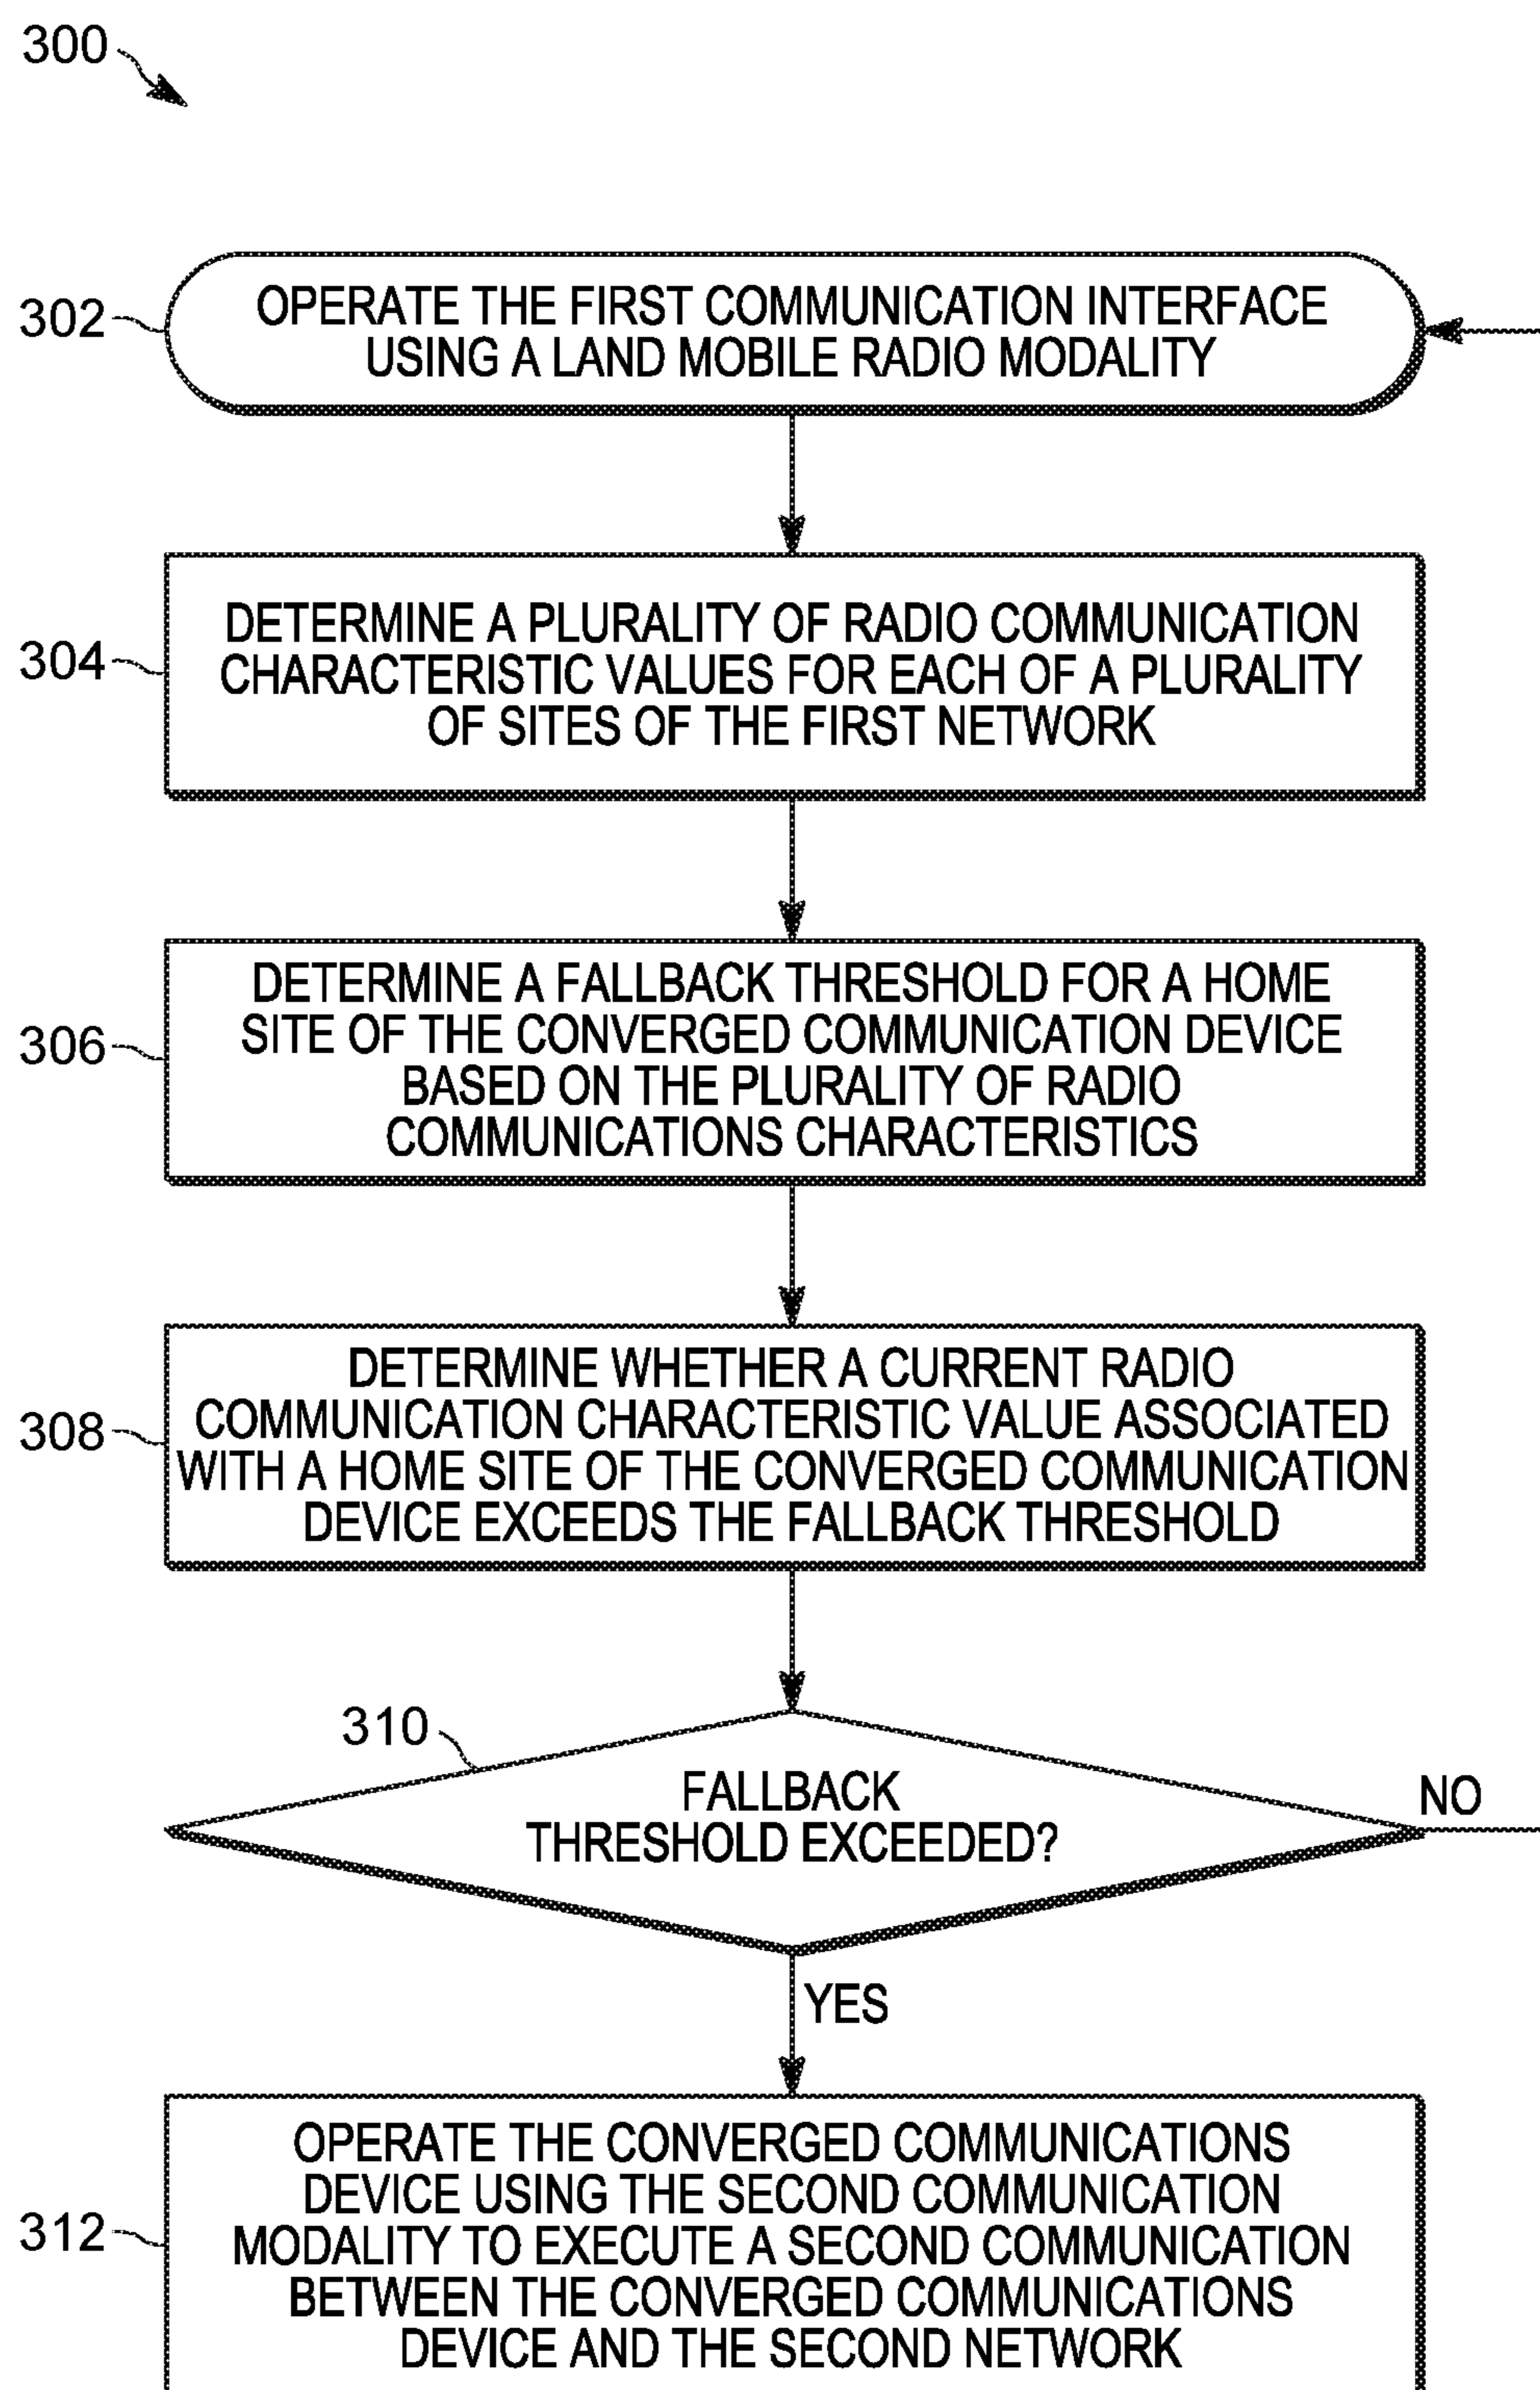 300
302
OPERATE THE FIRST COMMUNICATION INTERFACE
USING A LAND MOBILE RADIO MODALITY
304
DETERMINE A PLURALITY OF RADIO COMMUNICATION
CHARACTERISTIC VALUES FOR EACH OF A PLURALITY
OF SITES OF THE FIRST NETWORK
306
DETERMINE A FALLBACK THRESHOLD FOR A HOME
SITE OF THE CONVERGED COMMUNICATION DEVICE
BASED ON THE PLURALITY OF RADIO
COMMUNICATIONS CHARACTERISTICS
308
DETERMINE WHETHER A CURRENT RADIO
COMMUNICATION CHARACTERISTIC VALUE ASSOCIATED
WITH A HOME SITE OF THE CONVERGED COMMUNICATION
DEVICE EXCEEDS THE FALLBACK THRESHOLD
310
FALLBACK
THRESHOLD EXCEEDED?
NO
YES
312
OPERATE THE CONVERGED COMMUNICATIONS
DEVICE USING THE SECOND COMMUNICATION
MODALITY TO EXECUTE A SECOND COMMUNICATION
BETWEEN THE CONVERGED COMMUNICATIONS
DEVICE AND THE SECOND NETWORK